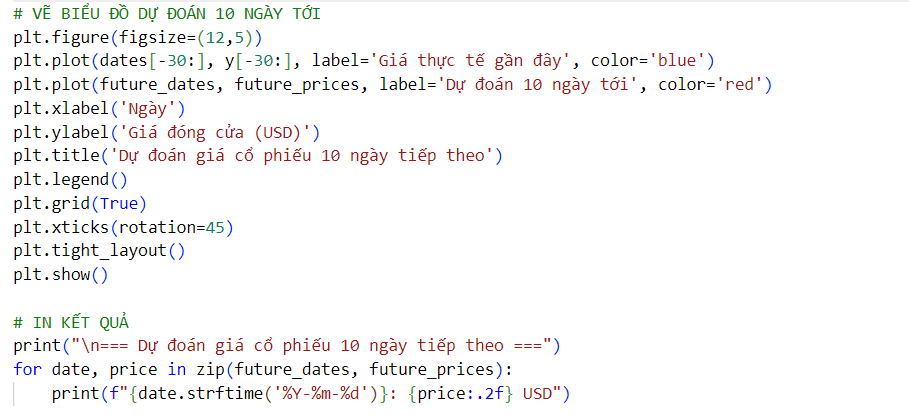 # VẼ BIỂU ĐỒ DỰ ĐOÁN 10 NGÀY TỚI
plt.figure(figsize=(12,5))
plt.plot(dates[-30:], y[-30:], label='Giá thực tế gần đây', color='blue')
plt.plot(future_dates, future_prices, label='Dự đoán 10 ngày tới', color='red')
plt.xlabel('Ngày')
plt.ylabel('Giá đóng cửa (USD)')
plt.title('Dự đoán giá cổ phiếu 10 ngày tiếp theo')
plt.legend()
plt.grid(True)
plt.xticks(rotation=45)
plt.tight_layout()
plt.show()

# IN KẾT QUẢ
print("\n=== Dự đoán giá cổ phiếu 10 ngày tiếp theo ===")
for date, price in zip(future_dates, future_prices):
    print(f"{date.strftime('%Y-%m-%d')}: {price:.2f} USD")